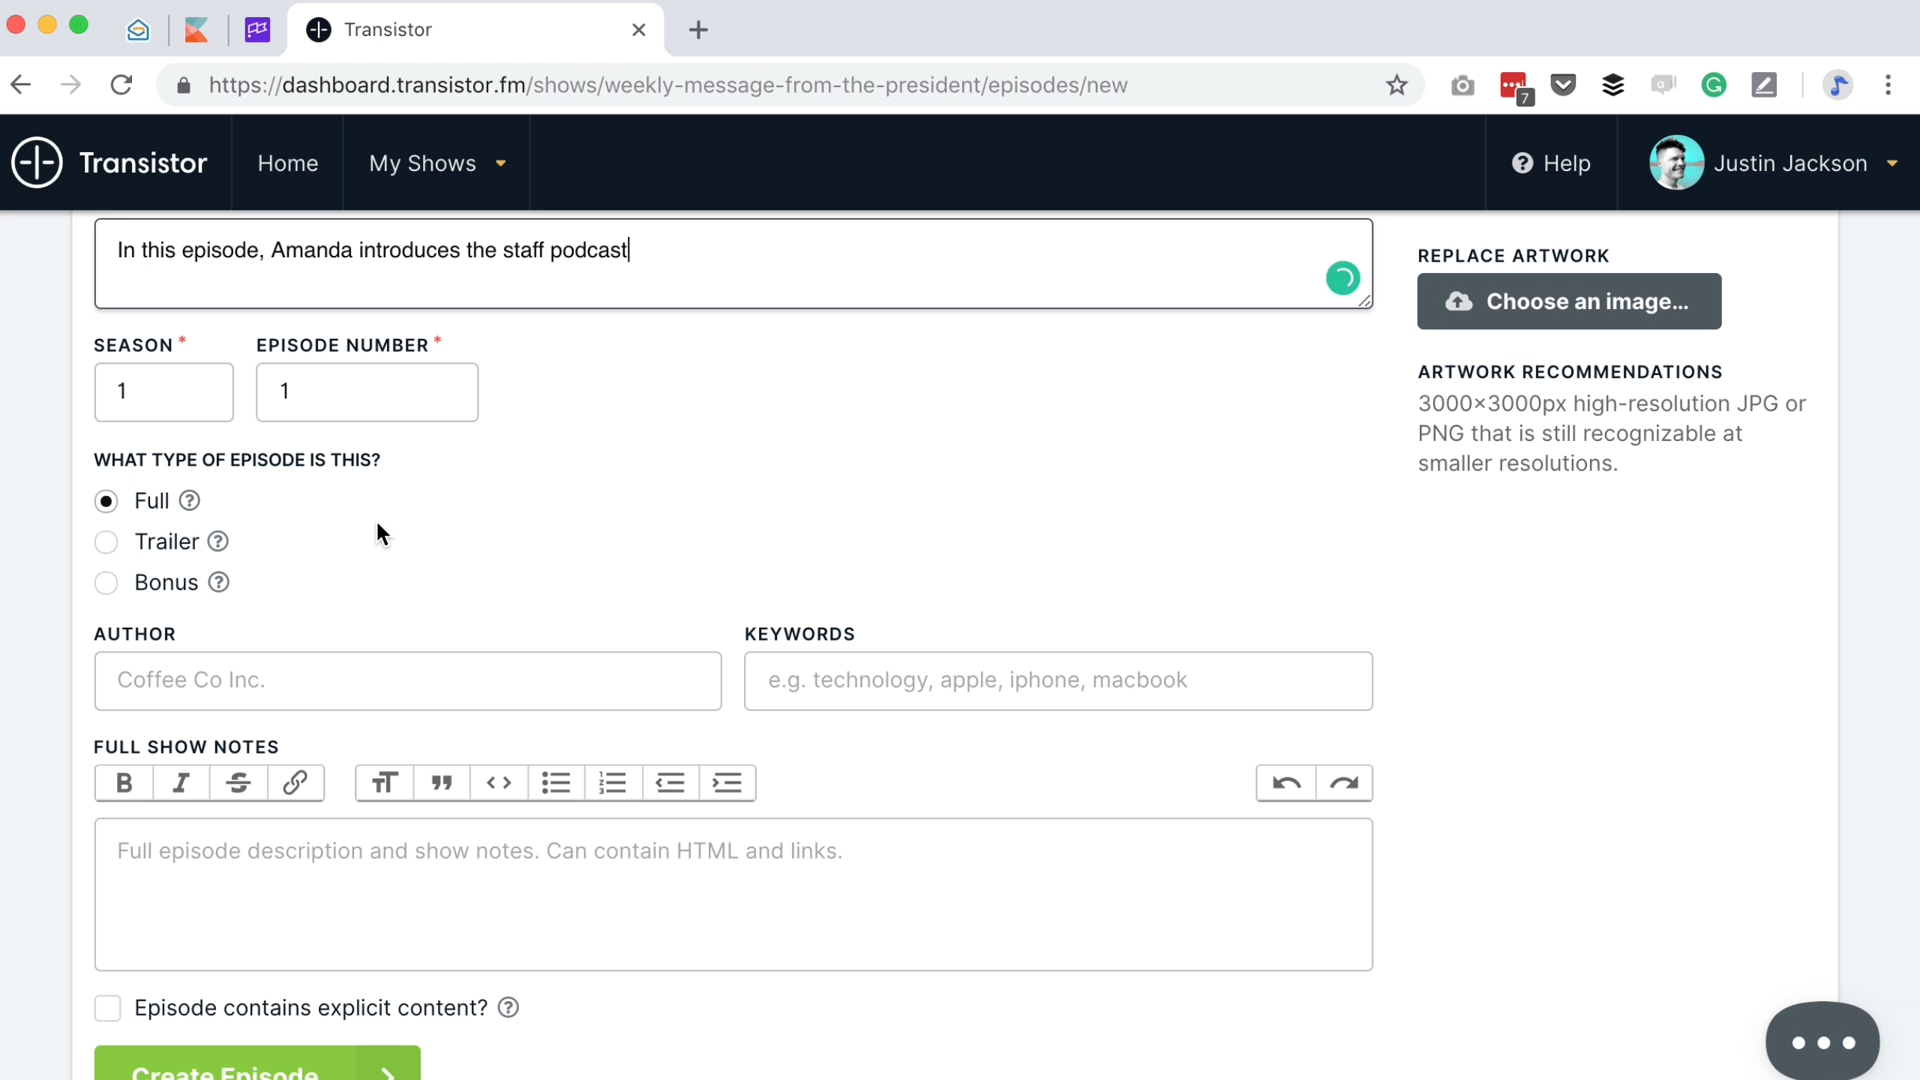 Transistor
https://dashboard.transistor.fm/shows/weekly-message-from-the-president/episodes/new
7
Transistor
Home
My Shows
Help
Justin Jackson
In this episode, Amanda introduces the staff podcast
REPLACE ARTWORK
Choose an image...
SEASON *
EPISODE NUMBER *
1
1
ARTWORK RECOMMENDATIONS
3000×3000px high-resolution JPG or
PNG that is still recognizable at
smaller resolutions.
WHAT TYPE OF EPISODE IS THIS?
Full
Trailer
Bonus
AUTHOR
KEYWORDS
Coffee Co Inc.
e.g. technology, apple, iphone, macbook
FULL SHOW NOTES
Full episode description and show notes. Can contain HTML and links.
Episode contains explicit content?
Create Episode